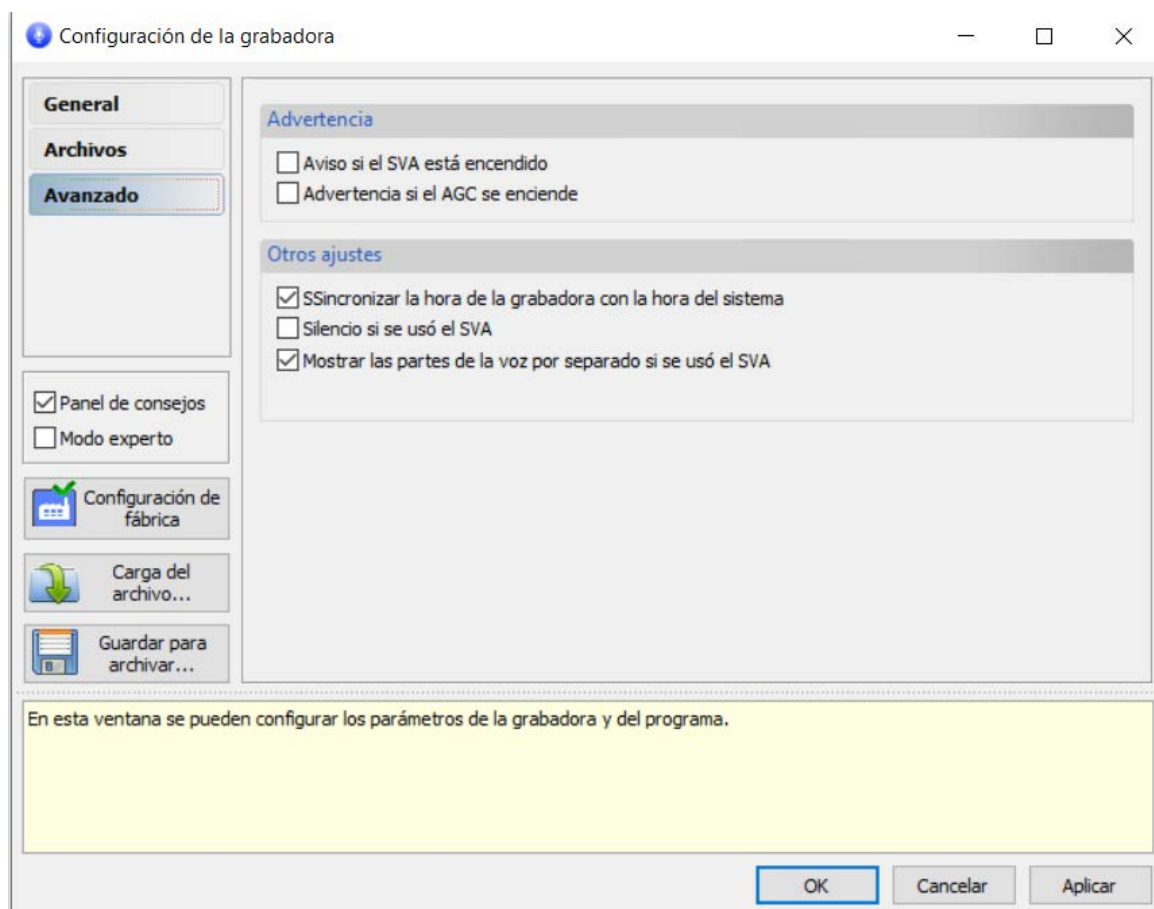 Configuración de la grabadora
General
Archivos
Avanzado
Advertencia
Aviso si el SVA está encendido
Advertencia si el AGC se enciende
Otros ajustes
SSincronizar la hora de la grabadora con la hora del sistema
Silencio si se usó el SVA
Mostrar las partes de la voz por separado si se usó el SVA
Panel de consejos
Modo experto
Configuración de
fábrica
Carga del
archivo...
Guardar para
archivar...
En esta ventana se pueden configurar los parámetros de la grabadora y del programa.
OK
Cancelar
Aplicar